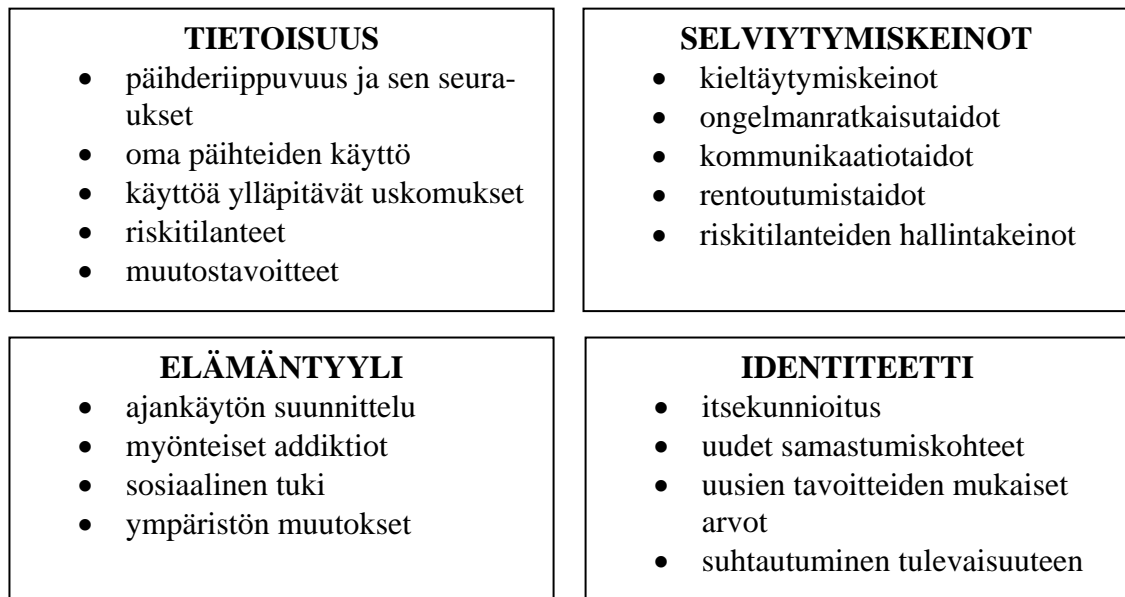 TIETOISUUS
• päihderiippuvuus ja sen seura-
ukset
• oma päihteiden käyttö
• käyttöä ylläpitävät uskomukset
• riskitilanteet
• muutostavoitteet
SELVIYTYMISKEINOT
• kieltäytymiskeinot
• ongelmanratkaisutaidot
• kommunikaatiotaidot
• rentoutumistaidot
• riskitilanteiden hallintakeinot
ELÄMÄNTYYLI
• ajankäytön suunnittelu
• myönteiset addiktiot
• sosiaalinen tuki
• ympäristön muutokset
IDENTITEETTI
• itsekunnioitus
• uudet samastumiskohteet
• uusien tavoitteiden mukaiset
arvot
• suhtautuminen tulevaisuuteen